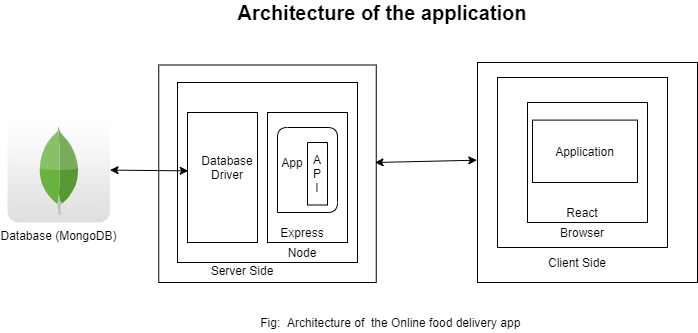 Architecture of the application
Database
Driver
App
A
P
I
Application
Express
React
Database (MongoDB)
Node
Browser
Server Side
Client Side
Fig: Architecture of the Online food delivery app